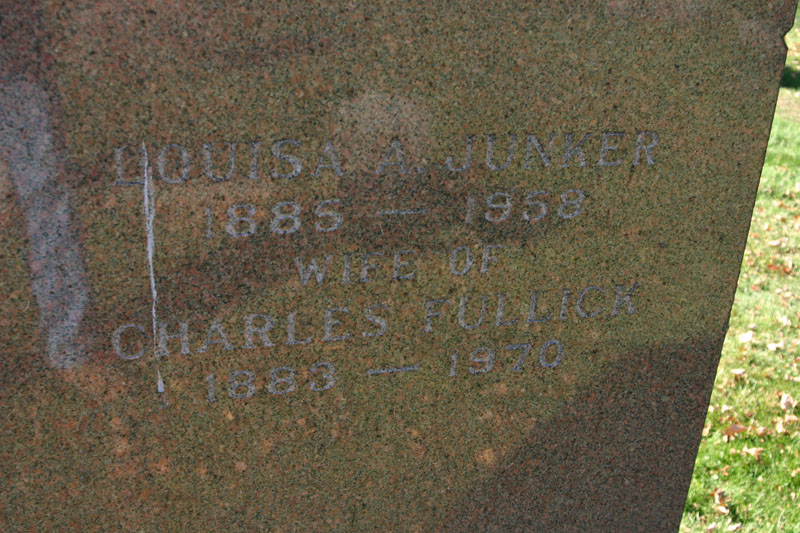 LOUISA A. JUNKER
1885 — 1958
WIFE OF
CHARLES FULLICK
1883 — 1970